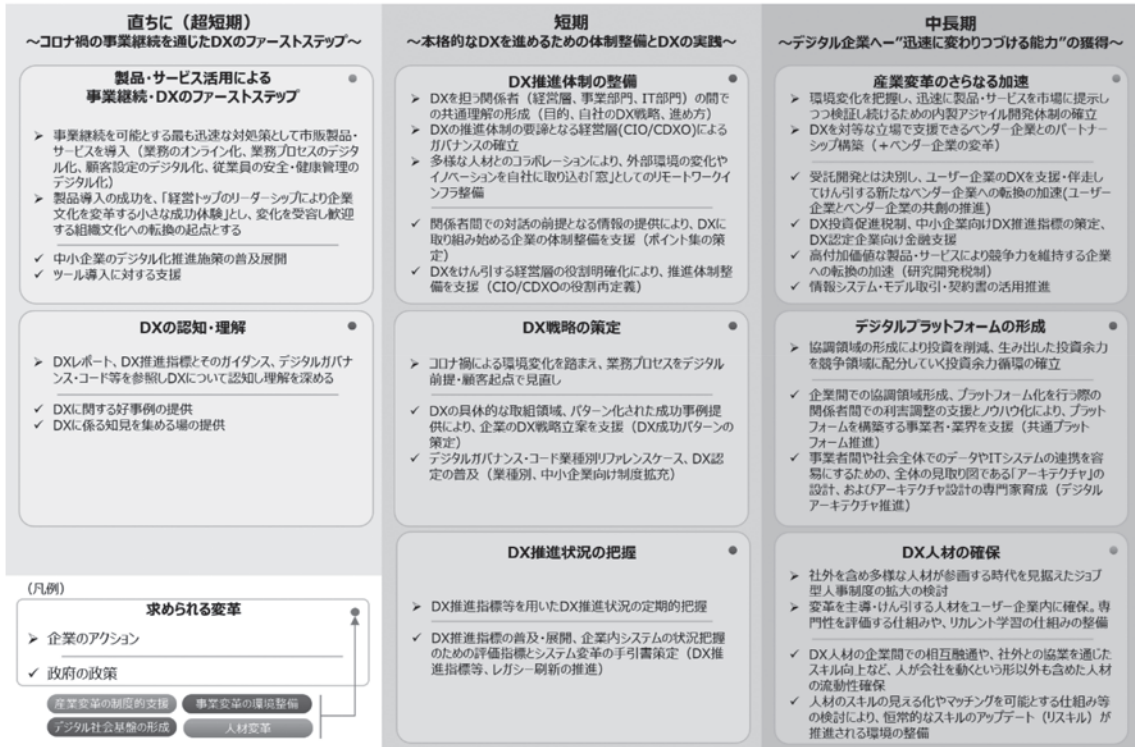 直ちに（超短期）
～コロナ禍の事業継続を通じたDXのファーストステップ～
製品・サービス活用による
事業継続・DXのファーストステップ
➢ 事業継続を可能とする最も迅速な対処策として市販製品・
サービスを導入（業務のオンライン化、業務プロセスのデジタ
ル化、顧客設定のデジタル化、従業員の安全・健康管理の
デジタル化）
➢ 製品導入の成功を、「経営トップのリーダーシップにより企業
文化を変革する小さな成功体験」とし、変化を受容し歓迎
する組織文化への転換の起点とする
✓ 中小企業のデジタル化推進施策の普及展開
✓ ツール導入に対する支援
DXの認知・理解
➢ DXレポート、DX推進指標とそのガイダンス、デジタルガバナ
ンス・コード等を参照しDXについて認知し理解を深める
✓ DXに関する好事例の提供
✓ DXに係る知見を集める場の提供
（凡例）
求められる変革
➢ 企業のアクション
✓ 政府の政策
産業変革の制度的支援
事業変革の環境整備
デジタル社会基盤の形成
人材変革
短期
～本格的なDXを進めるための体制整備とDXの実践～
DX推進体制の整備
➢ DXを担う関係者（経営層、事業部門、IT部門）の間で
の共通理解の形成（目的、自社のDX戦略、進め方）
➢ DXの推進体制の要諦となる経営層(CIO/CDXO)による
ガバナンスの確立
➢ 多様な人材とのコラボレーションにより、外部環境の変化や
イノベーションを自社に取り込む「窓」としてのリモートワークイ
ンフラ整備
✓ 関係者間での対話の前提となる情報の提供により、DXに
取り組み始める企業の体制整備を支援（ポイント集の策
定）
✓ DXをけん引する経営層の役割明確化により、推進体制整
備を支援（CIO/CDXOの役割再定義）
DX戦略の策定
➢ コロナ禍による環境変化を踏まえ、業務プロセスをデジタル
前提・顧客起点で見直し
✓ DXの具体的な取組領域、パターン化された成功事例提
供により、企業のDX戦略立案を支援（DX成功パターンの
策定）
✓ デジタルガバナンス・コード業種別リファレンスケース、DX認
定の普及（業種別、中小企業向け制度拡充）
DX推進状況の把握
➢ DX推進指標等を用いたDX推進状況の定期的把握
✓ DX推進指標の普及・展開、企業内システムの状況把握
のための評価指標とシステム変革の手引書策定（DX推
進指標等、レガシー刷新の推進）
中長期
～デジタル企業へ－”迅速に変わりつづける能力”の獲得～
産業変革のさらなる加速
➢ 環境変化を把握し、迅速に製品・サービスを市場に提示し
つつ検証し続けるための内製アジャイル開発体制の確立
➢ DXを対等な立場で支援できるベンダー企業とのパートナー
シップ構築（＋ベンダー企業の変革）
✓ 受託開発とは決別し、ユーザー企業のDXを支援・伴走し
てけん引する新たなベンダー企業への転換の加速(ユーザー
企業とベンダー企業の共創の推進）
✓ DX投資促進税制、中小企業向けDX推進指標の策定、
DX認定企業向け金融支援
✓ 高付加価値な製品・サービスにより競争力を維持する企業
への転換の加速（研究開発税制）
✓ 情報システム・モデル取引・契約書の活用推進
デジタルプラットフォームの形成
➢ 協調領域の形成により投資を削減、生み出した投資余力
を競争領域に配分していく投資余力循環の確立
✓ 企業間での協調領域形成、プラットフォーム化を行う際の
関係者間での利害調整の支援とノウハウ化により、プラット
フォームを構築する事業者・業界を支援（共通プラット
フォーム推進）
✓ 事業者間や社会全体でのデータやITシステムの連携を容
易にするための、全体の見取り図である「アーキテクチャ」の
設計、およびアーキテクチャ設計の専門家育成（デジタル
アーキテクチャ推進）
DX人材の確保
➢ 社外を含め多様な人材が参画する時代を見据えたジョブ
型人事制度の拡大の検討
➢ 変革を主導・けん引する人材をユーザー企業内に確保。専
門性を評価する仕組みや、リカレント学習の仕組みの整備
✓ DX人材の企業間での相互融通や、社外との協業を通じた
スキル向上など、人が会社を動くという形以外も含めた人材
の流動性確保
✓ 人材のスキルの見える化やマッチングを可能とする仕組み等
の検討により、恒常的なスキルのアップデート（リスキル）が
推進される環境の整備